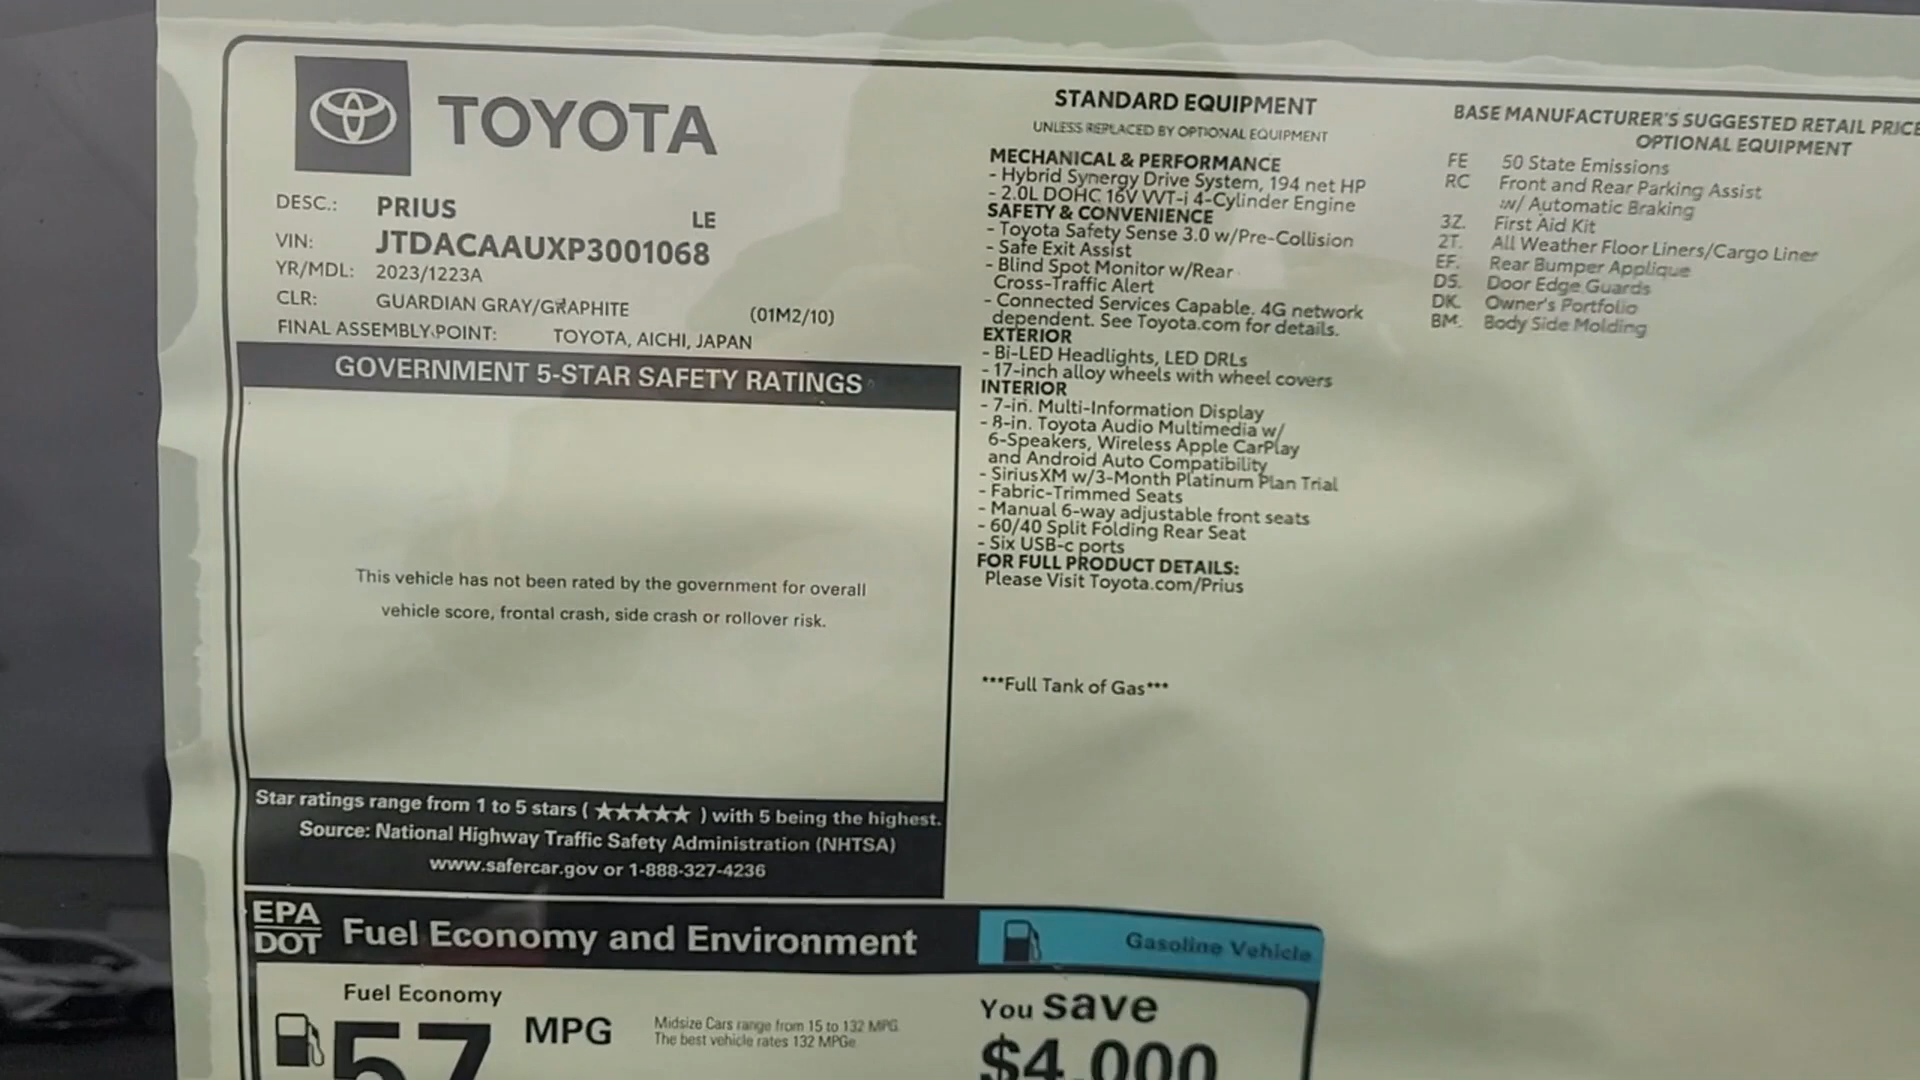 TOYOTA
DESC.: PRIUS LE
VIN: JTDACAAUXP3001068
YR/MDL: 2023/1223A
CLR: GUARDIAN GRAY/GRAPHITE (01M2/10)
FINAL ASSEMBLY POINT: TOYOTA, AICHI, JAPAN
GOVERNMENT 5-STAR SAFETY RATINGS
This vehicle has not been rated by the government for overall
vehicle score, frontal crash, side crash or rollover risk.
Star ratings range from 1 to 5 stars (★★★★★) with 5 being the highest.
Source: National Highway Traffic Safety Administration (NHTSA)
www.safercar.gov or 1-888-327-4236
STANDARD EQUIPMENT
UNLESS REPLACED BY OPTIONAL EQUIPMENT
MECHANICAL & PERFORMANCE
- Hybrid Synergy Drive System, 194 net HP
- 2.0L DOHC 16V VVT-i 4-Cylinder Engine
SAFETY & CONVENIENCE
- Toyota Safety Sense 3.0 w/Pre-Collision
- Safe Exit Assist
- Blind Spot Monitor w/Rear
Cross-Traffic Alert
- Connected Services Capable. 4G network
dependent. See Toyota.com for details.
EXTERIOR
- Bi-LED Headlights, LED DRLs
- 17-inch alloy wheels with wheel covers
INTERIOR
- 7-in. Multi-Information Display
- 8-in. Toyota Audio Multimedia w/
6-Speakers, Wireless Apple CarPlay
and Android Auto Compatibility
- SiriusXM w/3-Month Platinum Plan Trial
- Fabric-Trimmed Seats
- Manual 6-way adjustable front seats
- 60/40 Split Folding Rear Seat
- Six USB-c ports
FOR FULL PRODUCT DETAILS:
Please Visit Toyota.com/Prius
***Full Tank of Gas***
BASE MANUFACTURER'S SUGGESTED RETAIL PRICE
OPTIONAL EQUIPMENT
FE 50 State Emissions
RC Front and Rear Parking Assist
w/ Automatic Braking
3Z. First Aid Kit
2T. All Weather Floor Liners/Cargo Liner
EF. Rear Bumper Applique
D5. Door Edge Guards
DK. Owner's Portfolio
BM. Body Side Molding
EPA
DOT
Fuel Economy and Environment
Gasoline Vehicle
Fuel Economy
57 MPG
Midsize Cars range from 15 to 132 MPG.
The best vehicle rates 132 MPGe.
You save
$4,000